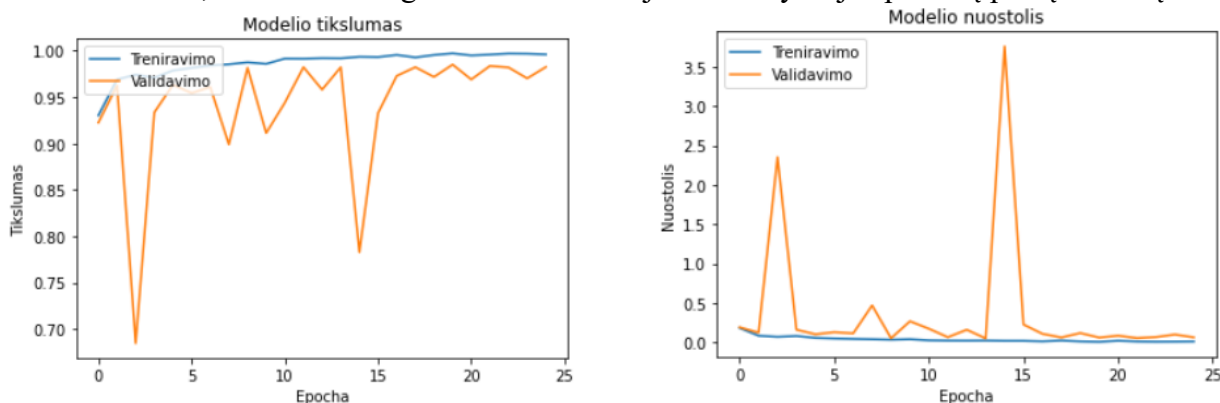 Modelio tikslumas
Treniravimo
Validavimo
1.00
0.95
0.90
0.85
0.80
0.75
0.70
Tikslumas
0 5 10 15 20 25
Epocha
Modelio nuostolis
Treniravimo
Validavimo
3.5
3.0
2.5
2.0
1.5
1.0
0.5
0.0
Nuostolis
0 5 10 15 20 25
Epocha